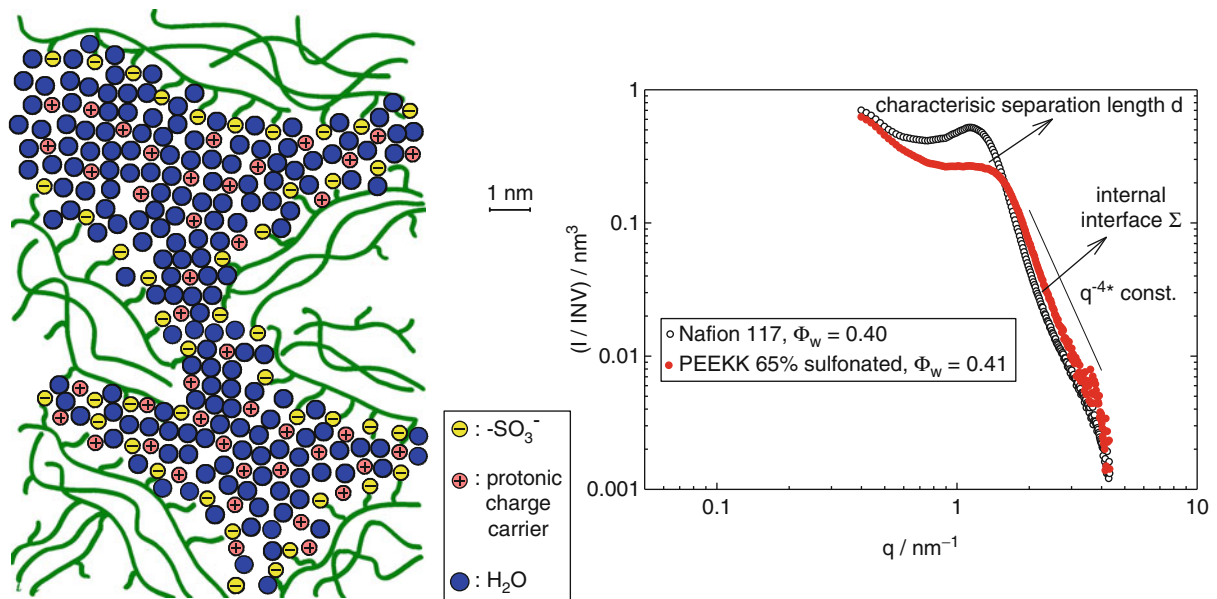 1 nm
- : -SO3-
+ : protonic
charge
carrier
: H2O
1
0.1
0.01
0.001
0.1
1
10
(I / INV) / nm3
q / nm−1
characterisic separation length d
internal
interface Σ
q-4* const.
Nafion 117, Φw = 0.40
PEEKK 65% sulfonated, Φw = 0.41